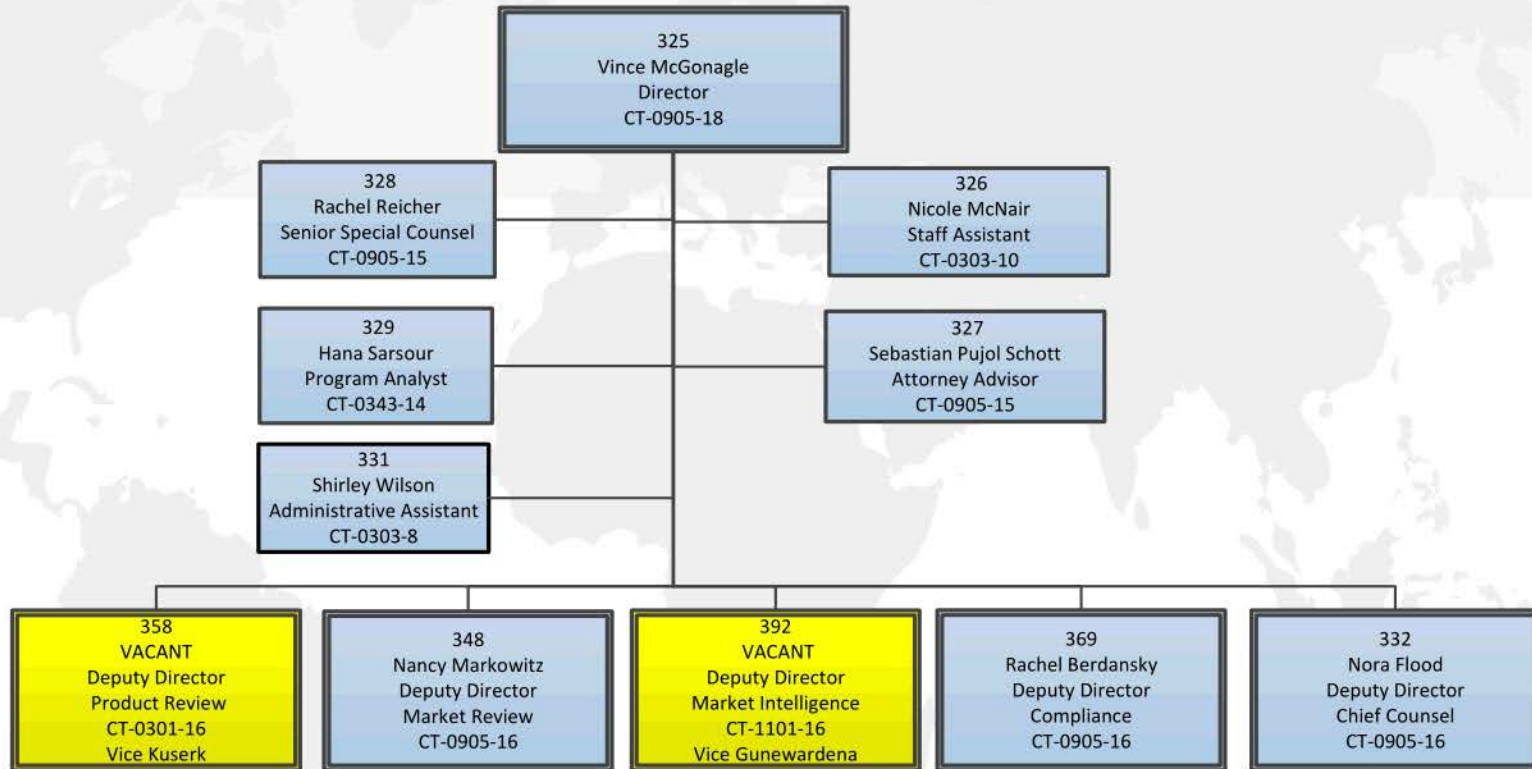 325
Vince McGonagle
Director
CT-0905-18
328
Rachel Reicher
Senior Special Counsel
CT-0905-15
326
Nicole McNair
Staff Assistant
CT-0303-10
329
Hana Sarsour
Program Analyst
CT-0343-14
327
Sebastian Pujol Schott
Attorney Advisor
CT-0905-15
331
Shirley Wilson
Administrative Assistant
CT-0303-8
358
VACANT
Deputy Director
Product Review
CT-0301-16
Vice Kuserk
348
Nancy Markowitz
Deputy Director
Market Review
CT-0905-16
392
VACANT
Deputy Director
Market Intelligence
CT-1101-16
Vice Gunewardena
369
Rachel Berdansky
Deputy Director
Compliance
CT-0905-16
332
Nora Flood
Deputy Director
Chief Counsel
CT-0905-16